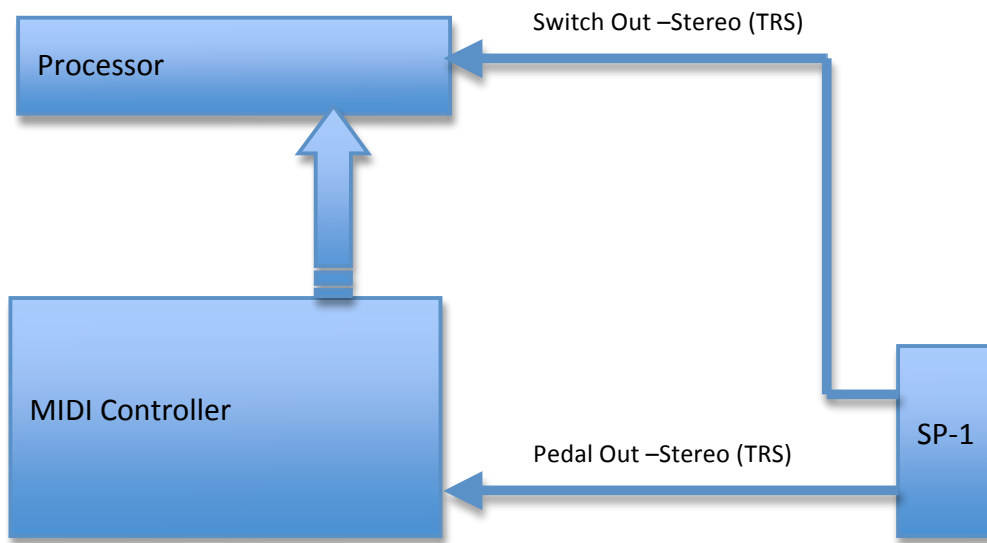 Switch Out –Stereo (TRS)
Processor
MIDI Controller
SP-1
Pedal Out –Stereo (TRS)